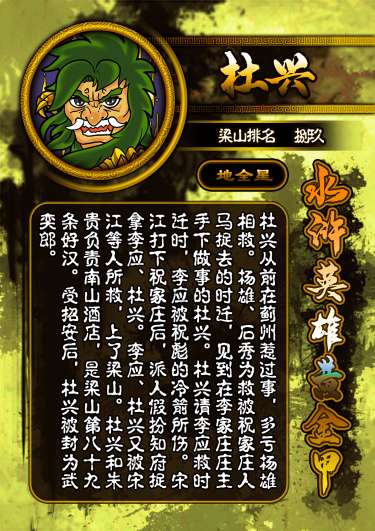 杜兴
梁山排名 捌玖
地全星
水浒英雄黄金甲
杜兴从前在蓟州惹过事，多亏杨雄
相救。杨雄、石秀为救被祝家庄人
马捉去的时迁，见到在李家庄庄主
手下做事的杜兴。杜兴请李应救时
迁时，李应被祝彪的冷箭所伤。宋
江打下祝家庄后，派人假扮知府捉
拿李应、杜兴。李应、杜兴又被宋
江等人所救，上了梁山。杜兴和朱
贵负责南山酒店，是梁山第八十九
条好汉。受招安后，杜兴被封为武
奕郎。